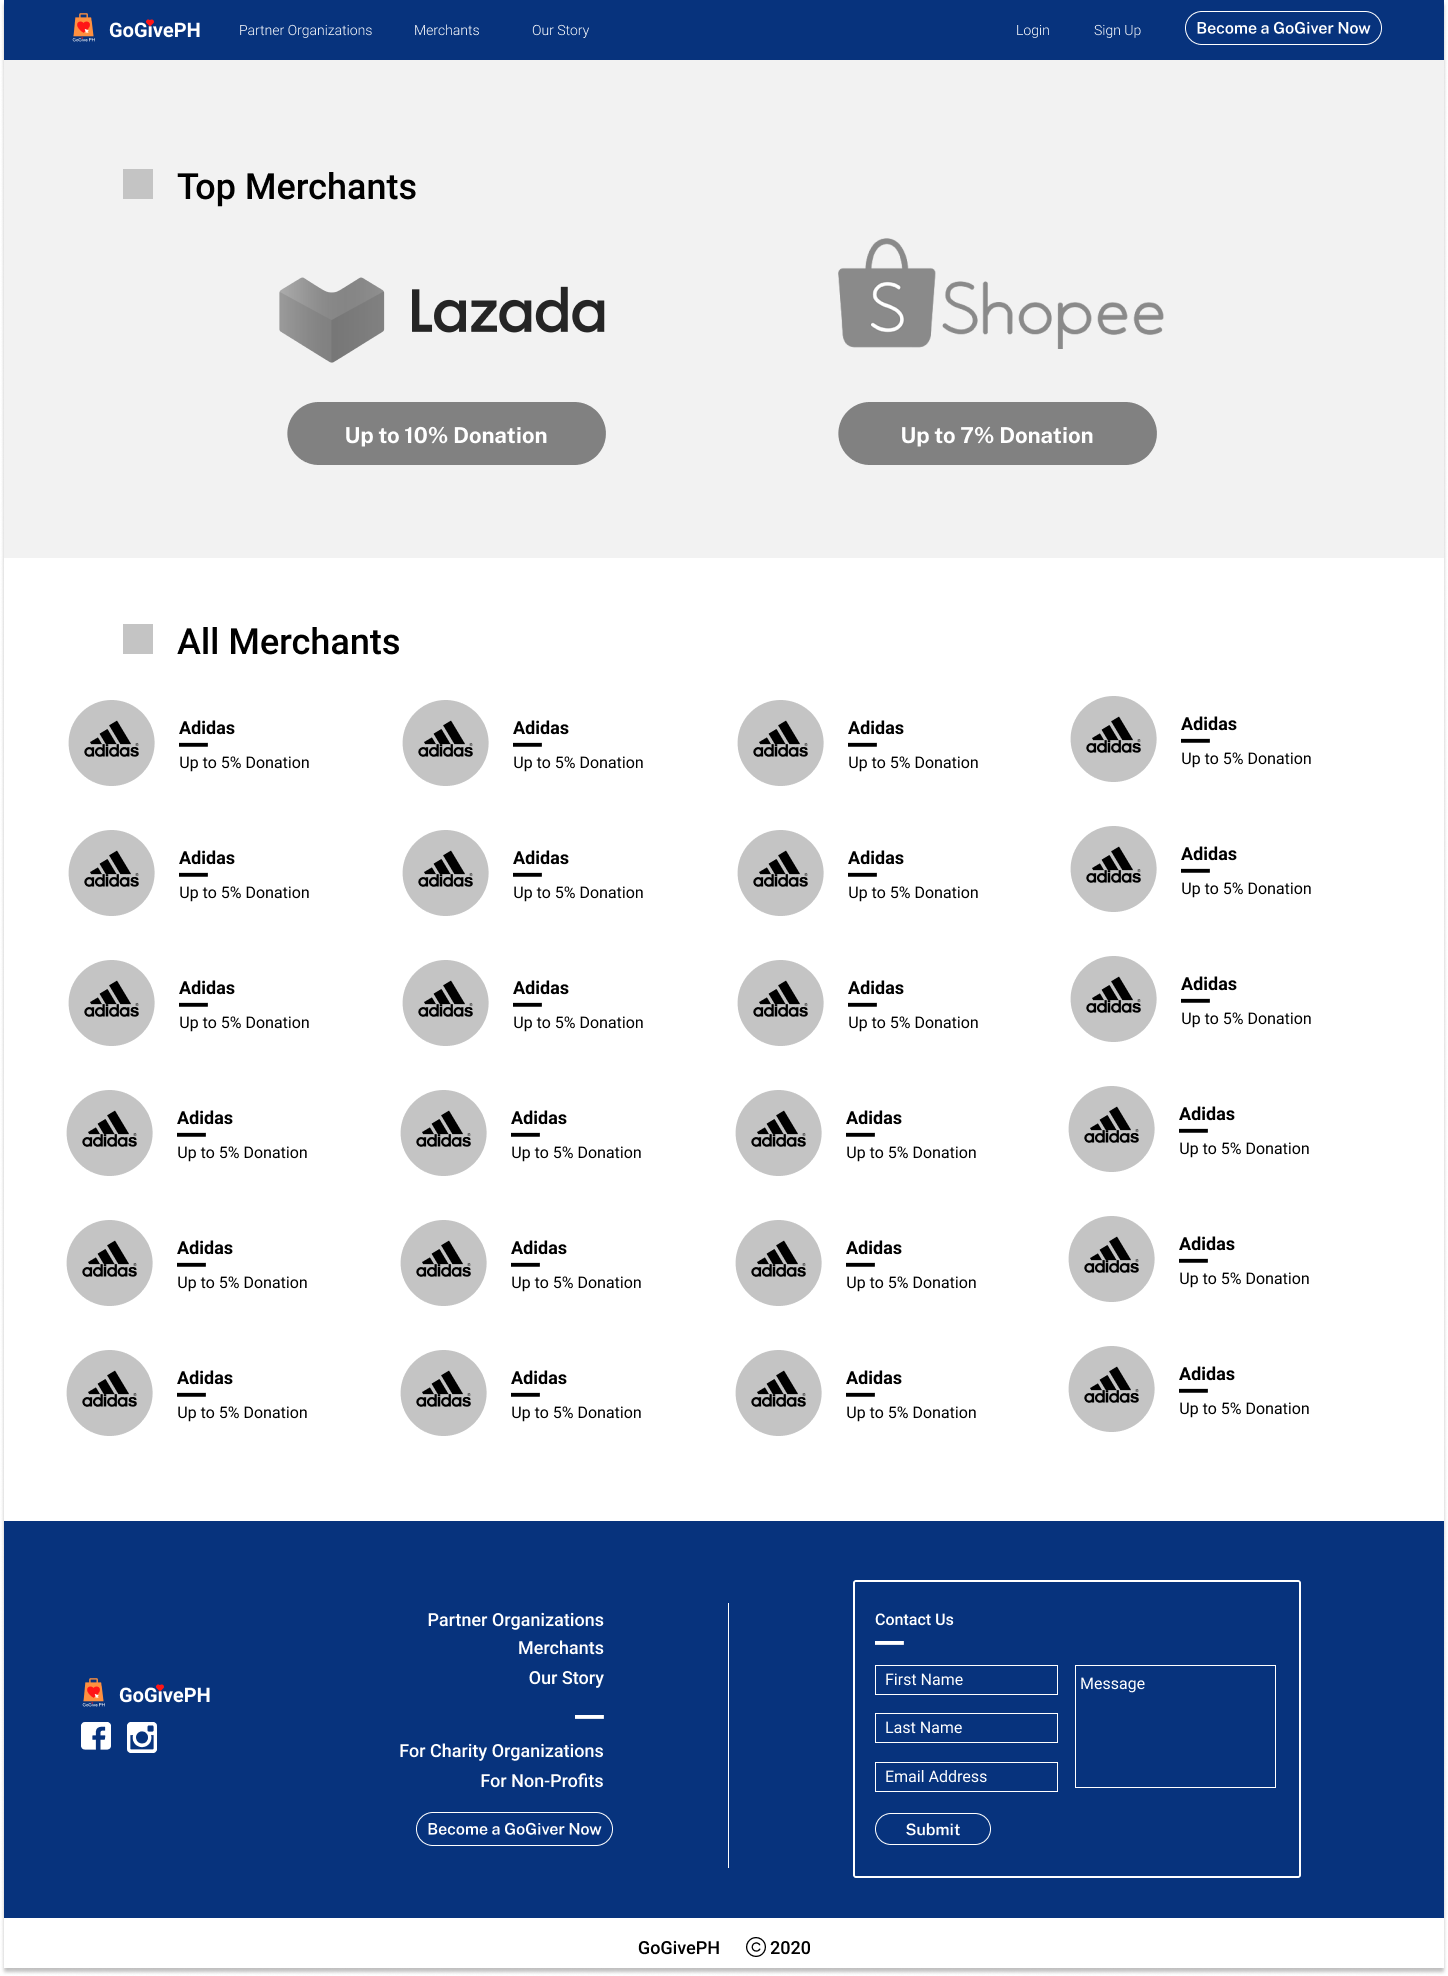 GoGivePH Partner Organizations Merchants Our Story Login Sign Up Become a GoGiver Now
Top Merchants
Lazada
S Shopee
Up to 10% Donation
Up to 7% Donation
All Merchants
adidas Adidas
Up to 5% Donation
adidas Adidas
Up to 5% Donation
adidas Adidas
Up to 5% Donation
adidas Adidas
Up to 5% Donation
adidas Adidas
Up to 5% Donation
adidas Adidas
Up to 5% Donation
adidas Adidas
Up to 5% Donation
adidas Adidas
Up to 5% Donation
adidas Adidas
Up to 5% Donation
adidas Adidas
Up to 5% Donation
adidas Adidas
Up to 5% Donation
adidas Adidas
Up to 5% Donation
adidas Adidas
Up to 5% Donation
adidas Adidas
Up to 5% Donation
adidas Adidas
Up to 5% Donation
adidas Adidas
Up to 5% Donation
adidas Adidas
Up to 5% Donation
adidas Adidas
Up to 5% Donation
adidas Adidas
Up to 5% Donation
adidas Adidas
Up to 5% Donation
adidas Adidas
Up to 5% Donation
adidas Adidas
Up to 5% Donation
adidas Adidas
Up to 5% Donation
adidas Adidas
Up to 5% Donation
GoGivePH
Partner Organizations
Merchants
Our Story
For Charity Organizations
For Non-Profits
Become a GoGiver Now
Contact Us
First Name
Last Name
Email Address
Message
Submit
GoGivePH © 2020